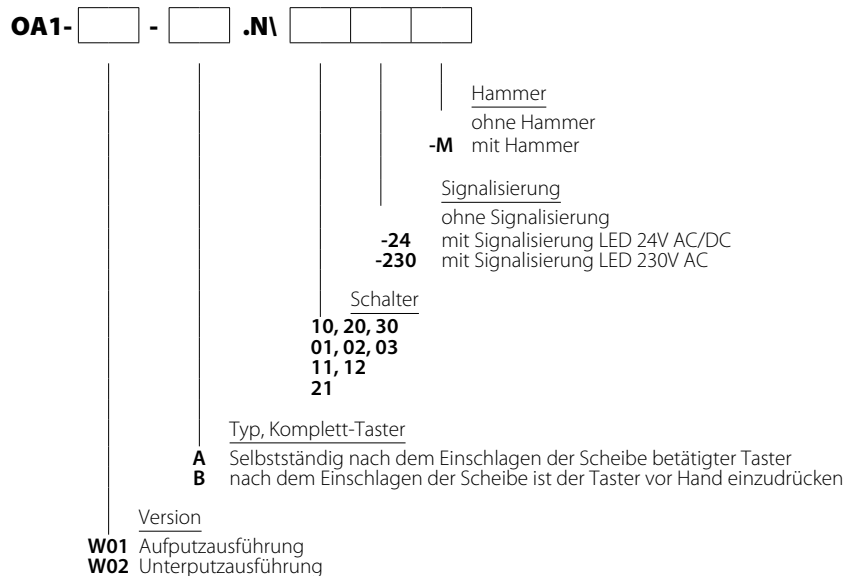 OA1- - .N\
Hammer
ohne Hammer
-M mit Hammer
Signalisierung
ohne Signalisierung
-24 mit Signalisierung LED 24V AC/DC
-230 mit Signalisierung LED 230V AC
Schalter
10, 20, 30
01, 02, 03
11, 12
21
Typ, Komplett-Taster
A Selbstständig nach dem Einschlagen der Scheibe betätigter Taster
B nach dem Einschlagen der Scheibe ist der Taster vor Hand einzudrücken
Version
W01 Aufputzausführung
W02 Unterputzausführung